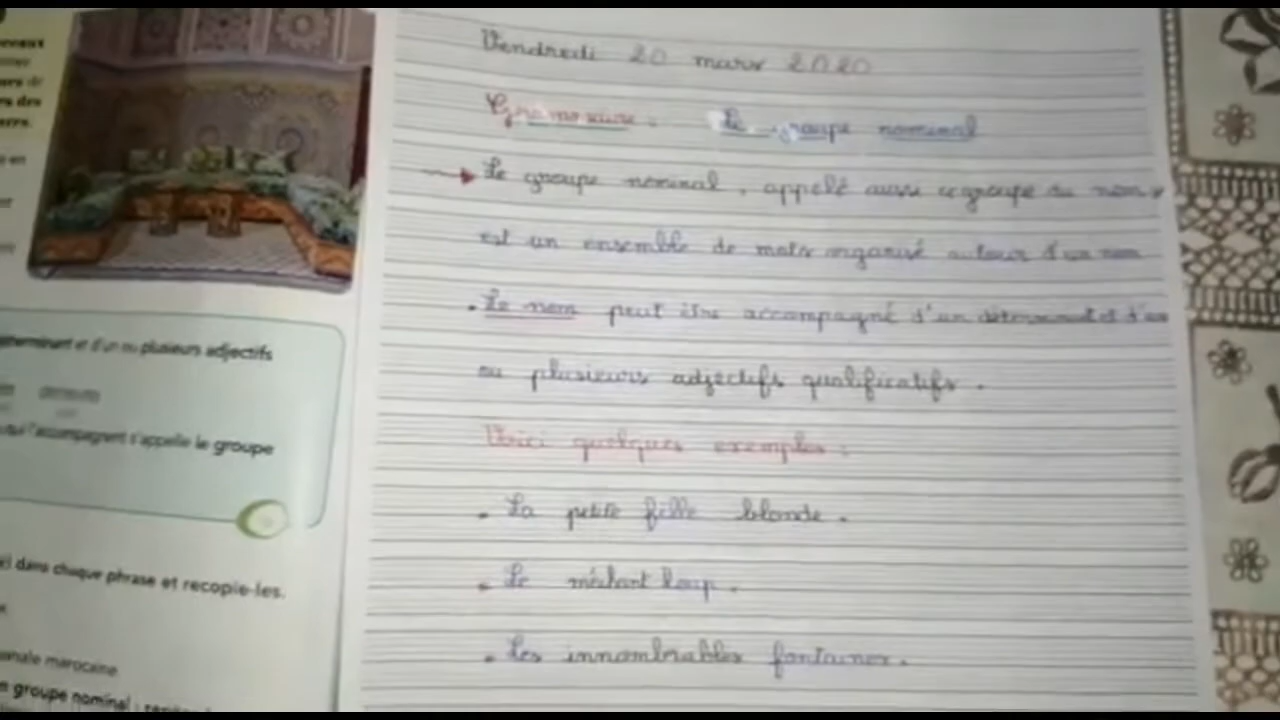 éterminant et d'un ou plusieurs adjectifs
qui l'accompagnent s'appelle le groupe
dans chaque phrase et recopie-les.
onale marocaine
groupe nominal
Vendredi 20 mars 2020
Grammaire : Le groupe nominal
Le groupe nominal, appelé aussi groupe du nom,
est un ensemble de mots organisé autour d'un nom
. Le nom peut être accompagné d'un déterminant et d'un
ou plusieurs adjectifs qualificatifs.
Voici quelques exemples :
. La petite fille blonde.
. Le méchant loup.
. Les innombrables fontaines.